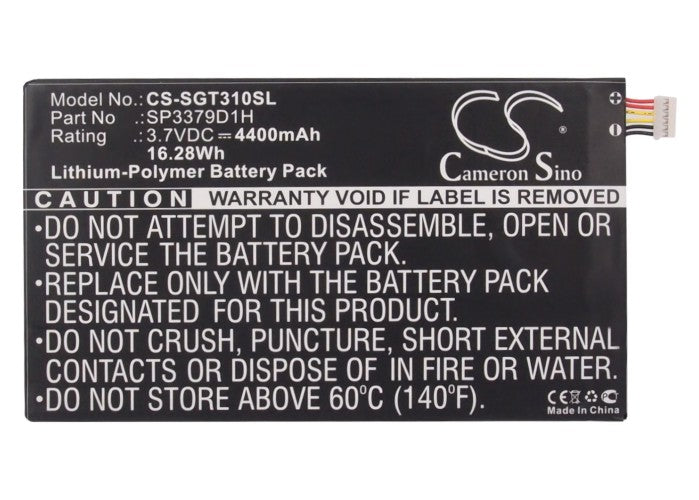 Model No.: CS-SGT310SL
Part No : SP3379D1H
Rating : 3.7VDC⎓4400mAh
16.28Wh
Lithium-Polymer Battery Pack
CS
Cameron Sino
CAUTION WARRANTY VOID IF LABEL IS REMOVED
•DO NOT ATTEMPT TO DISASSEMBLE, OPEN OR
SERVICE THE BATTERY PACK.
•REPLACE ONLY WITH THE BATTERY PACK
DESIGNATED FOR THIS PRODUCT.
•DO NOT CRUSH, PUNCTURE, SHORT EXTERNAL
CONTACTS OR DISPOSE OF IN FIRE OR WATER.
•DO NOT STORE ABOVE 60°C (140°F).
CE FC
Made In China